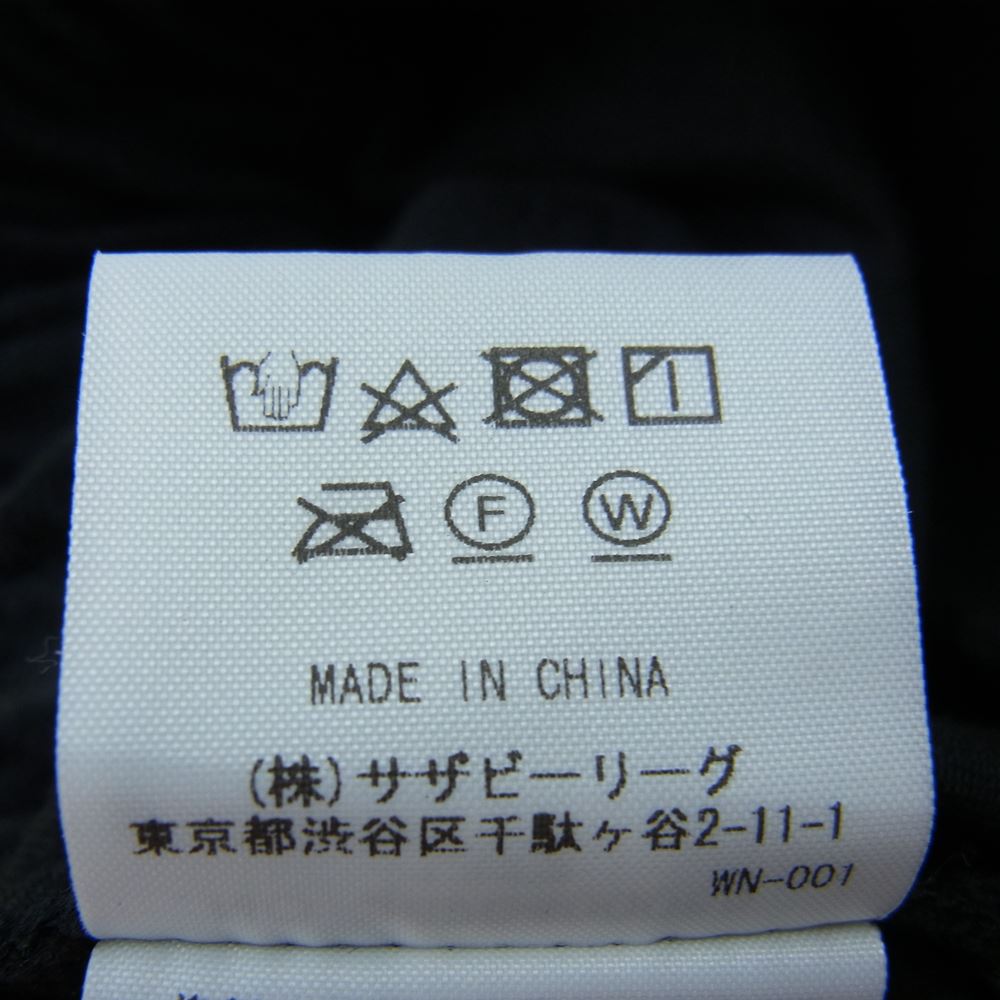 F W
MADE IN CHINA
(株)サザビーリーグ
東京都渋谷区千駄ヶ谷2-11-1
WN-001